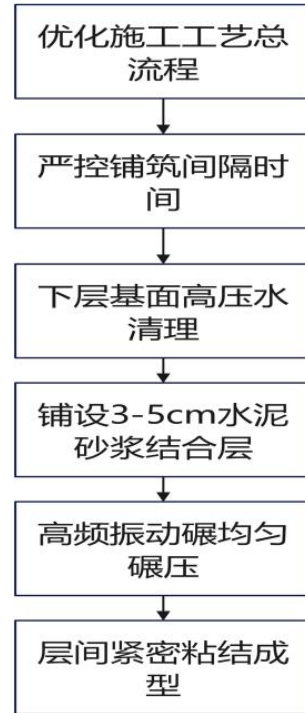 优化施工工艺总
流程
严控铺筑间隔时
间
下层基面高压水
清理
铺设3-5cm水泥
砂浆结合层
高频振动碾均匀
碾压
层间紧密粘结成
型